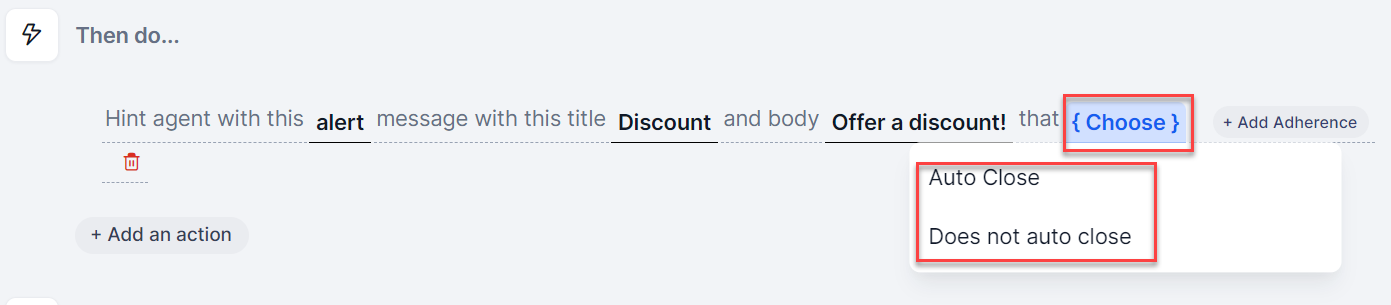 Then do...
Hint agent with this alert message with this title Discount and body Offer a discount! that { Choose } + Add Adherence
Auto Close
+ Add an action
Does not auto close